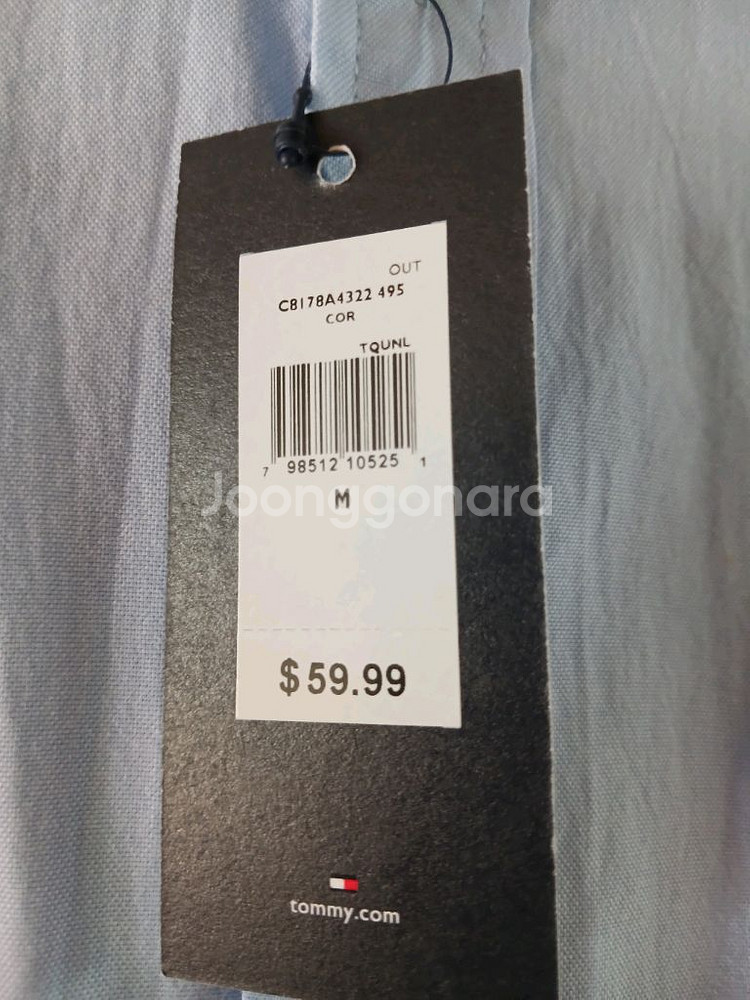 OUT
C8178A4322 495
COR
TQUNL
7 98512 10525 1
M
Joonggonara
$59.99
tommy.com